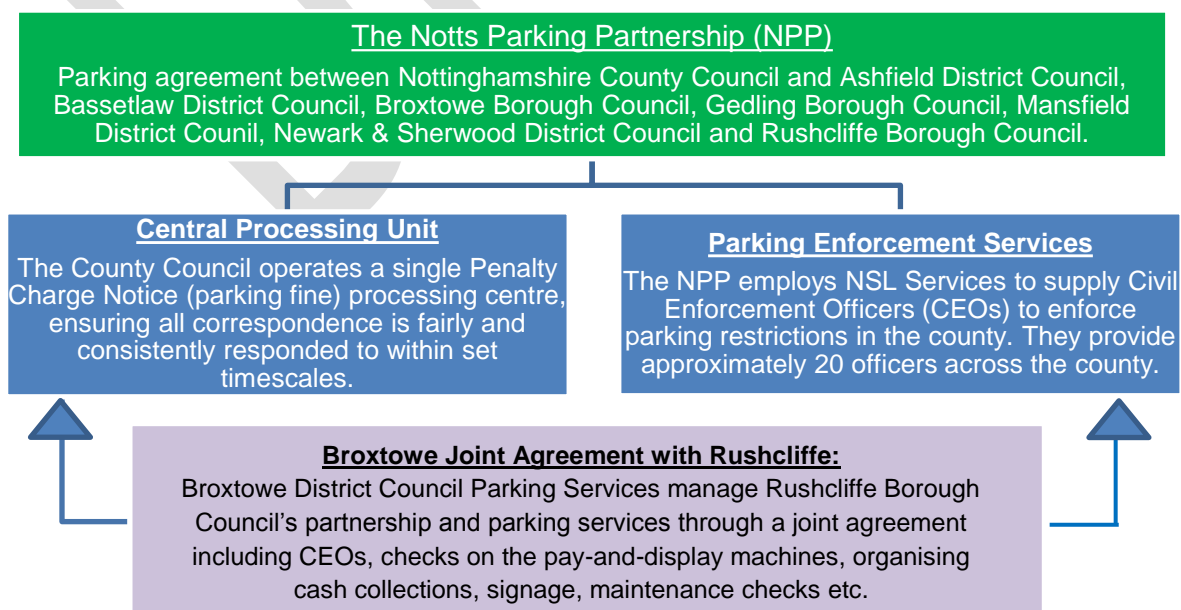 The Notts Parking Partnership (NPP)
Parking agreement between Nottinghamshire County Council and Ashfield District Council,
Bassetlaw District Council, Broxtowe Borough Council, Gedling Borough Council, Mansfield
District Counil, Newark & Sherwood District Council and Rushcliffe Borough Council.
Central Processing Unit
The County Council operates a single Penalty
Charge Notice (parking fine) processing centre,
ensuring all correspondence is fairly and
consistently responded to within set
timescales.
Parking Enforcement Services
The NPP employs NSL Services to supply Civil
Enforcement Officers (CEOs) to enforce
parking restrictions in the county. They provide
approximately 20 officers across the county.
Broxtowe Joint Agreement with Rushcliffe:
Broxtowe District Council Parking Services manage Rushcliffe Borough
Council's partnership and parking services through a joint agreement
including CEOs, checks on the pay-and-display machines, organising
cash collections, signage, maintenance checks etc.